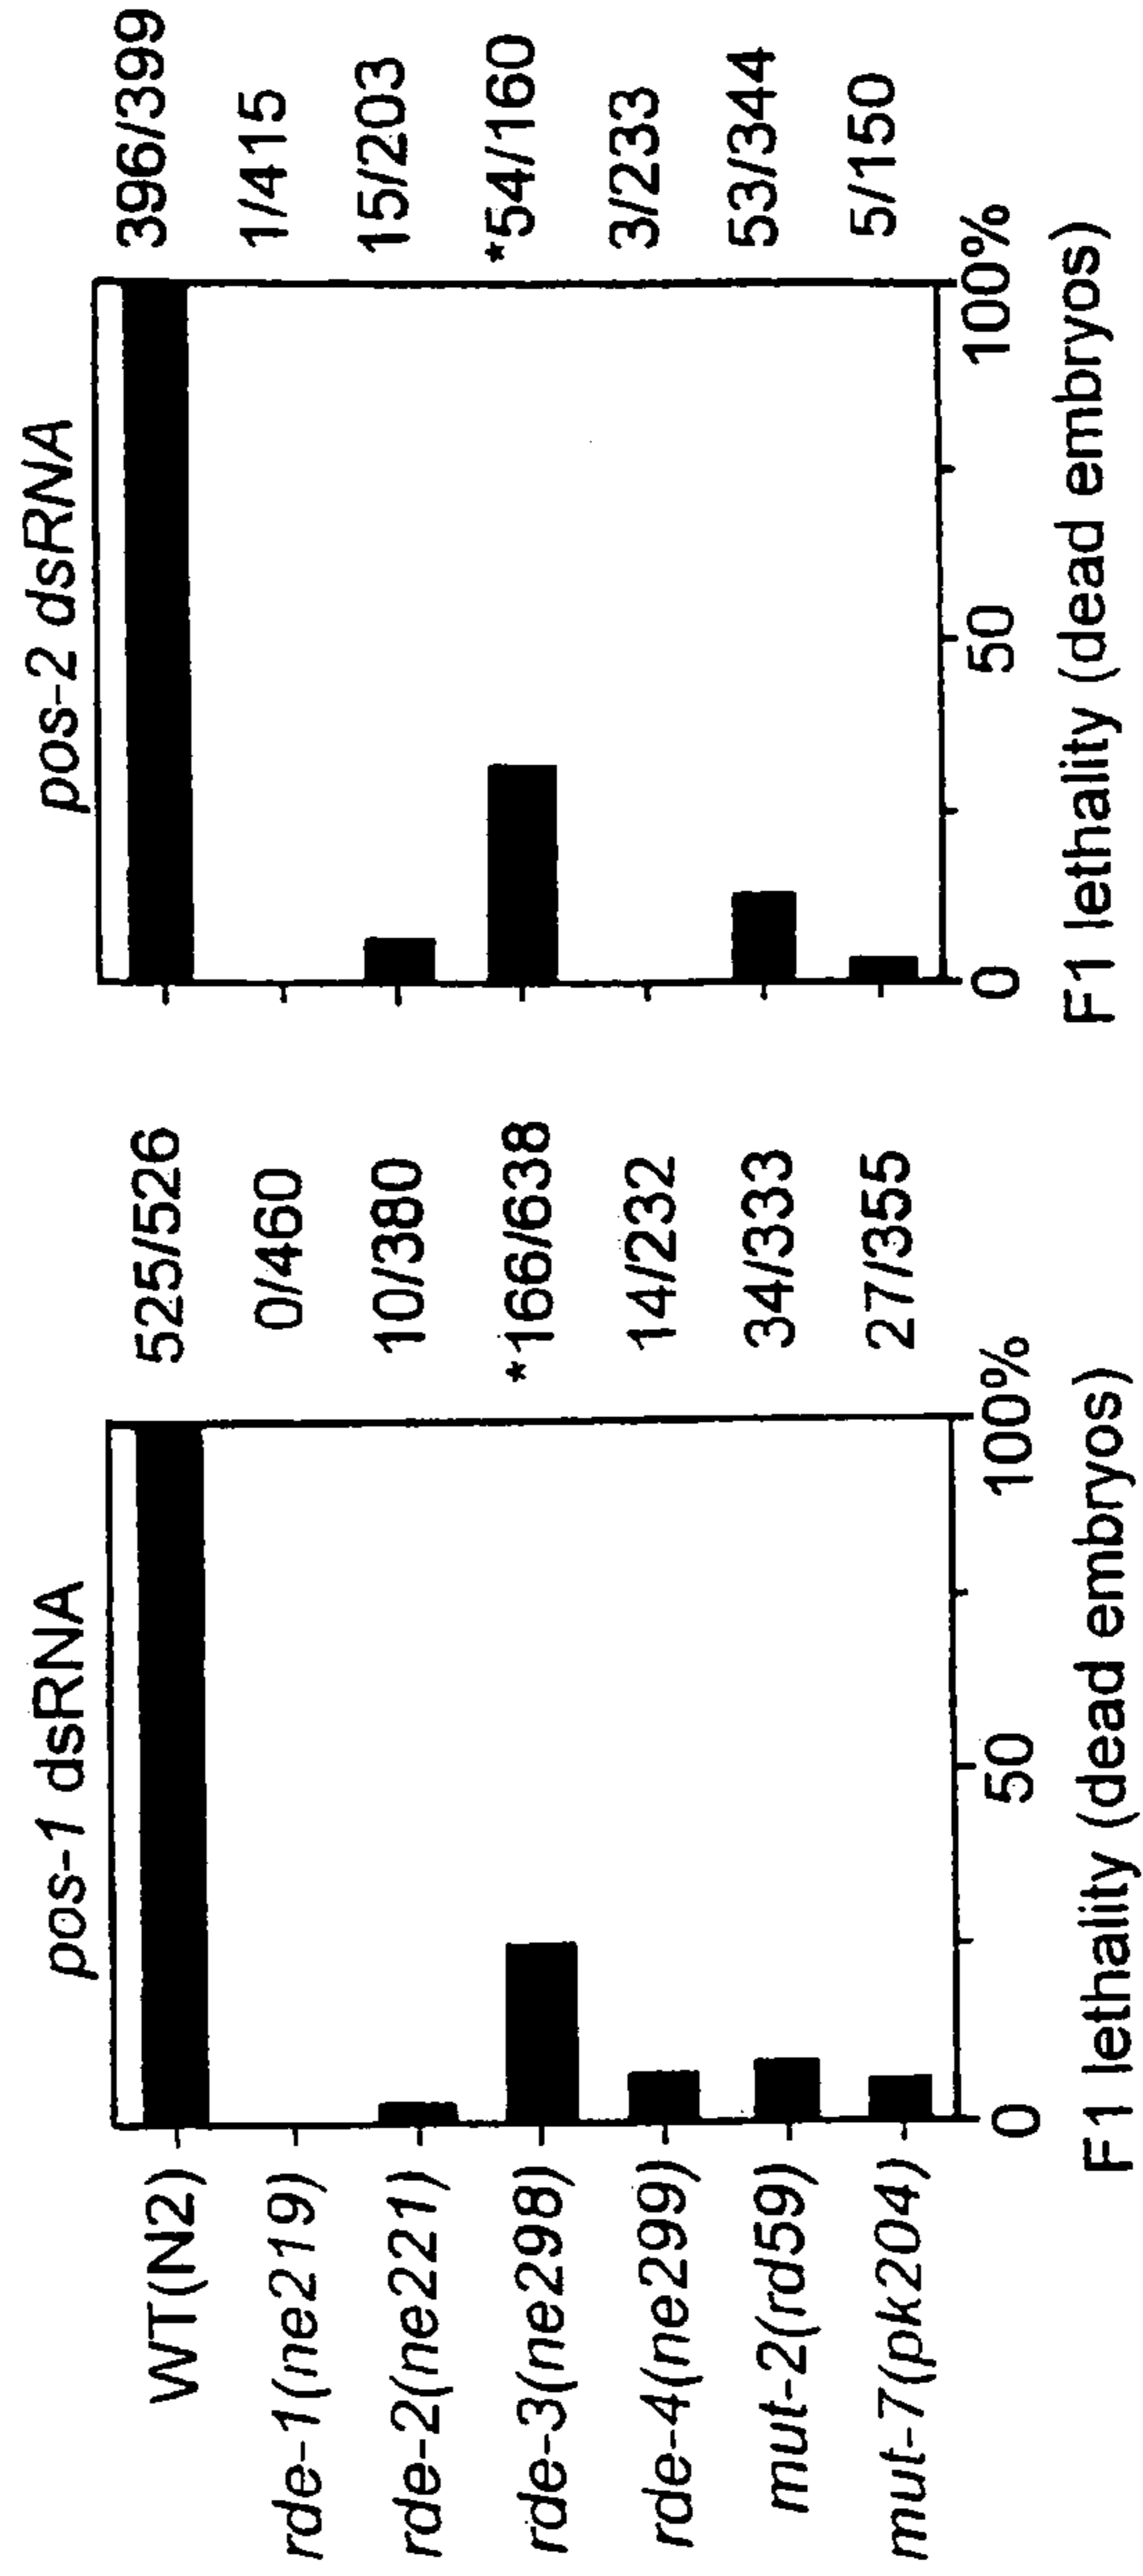 pos-1 dsRNA
WT(N2) 525/526
rde-1(ne219) 0/460
rde-2(ne221) 10/380
rde-3(ne298) *166/638
rde-4(ne299) 14/232
mut-2(rd59) 34/333
mut-7(pk204) 27/355
0 50 100%
F1 lethality (dead embryos)
pos-2 dsRNA
396/399
1/415
15/203
*54/160
3/233
53/344
5/150
0 50 100%
F1 lethality (dead embryos)